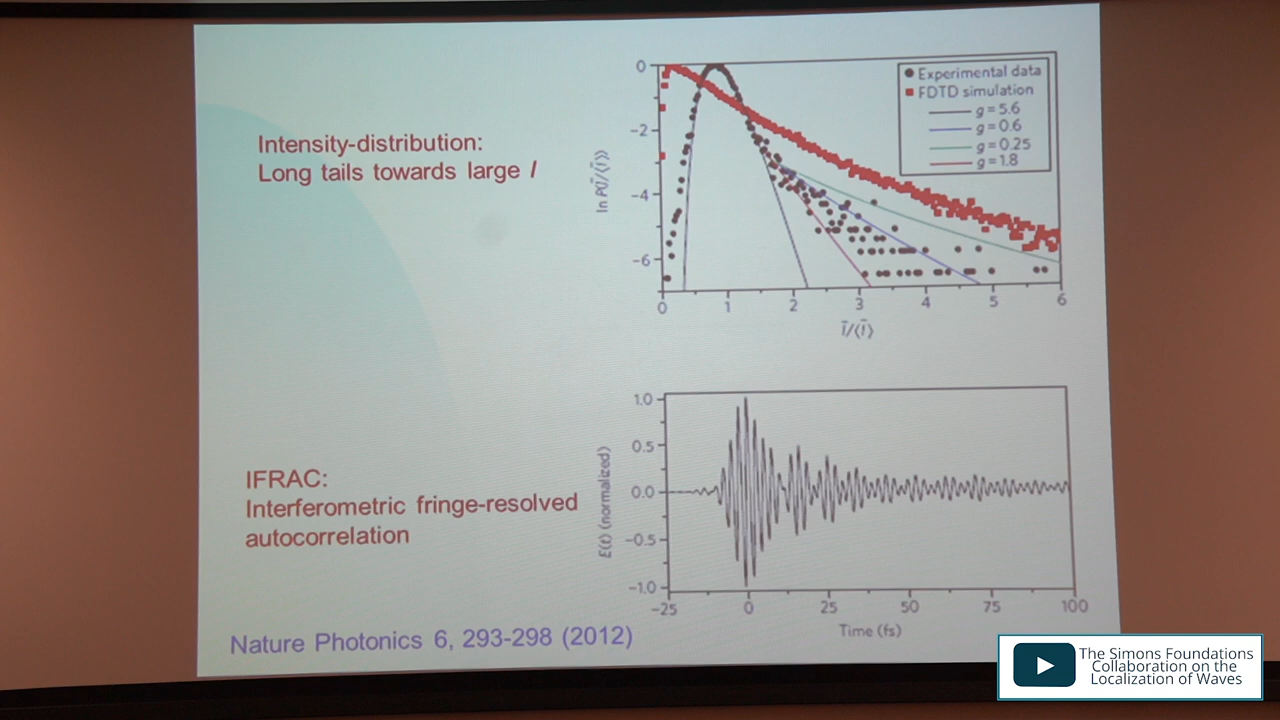 Intensity-distribution:
Long tails towards large I
0
−2
−4
−6
ln P(Ī/⟨Ī⟩)
Experimental data
FDTD simulation
g = 5.6
g = 0.6
g = 0.25
g = 1.8
0 1 2 3 4 5 6
Ī/⟨Ī⟩
IFRAC:
Interferometric fringe-resolved
autocorrelation
1.0
0.5
0.0
−0.5
−1.0
E(t) (normalized)
−25 0 25 50 75 100
Time (fs)
Nature Photonics 6, 293-298 (2012)
The Simons Foundations
Collaboration on the
Localization of Waves